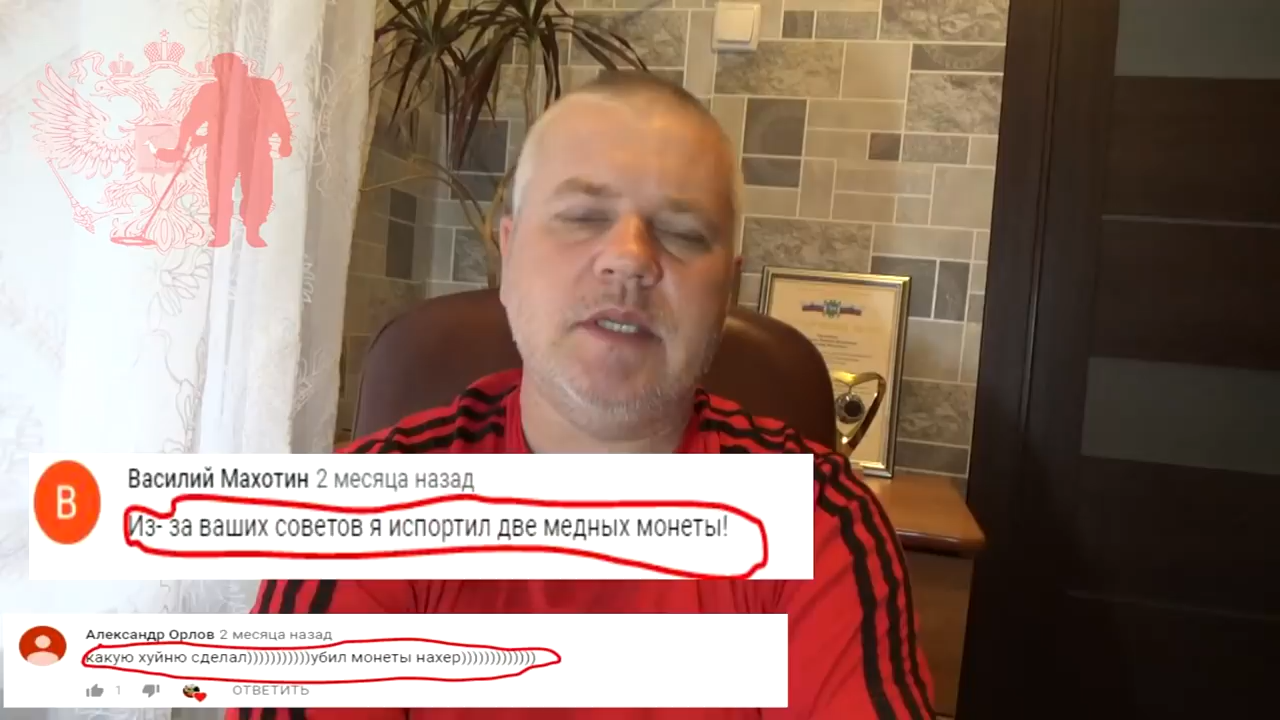 В
Василий Махотин 2 месяца назад
Из- за ваших советов я испортил две медных монеты!
Александр Орлов 2 месяца назад
какую хуйню сделал)))))))))))убил монеты нахер)))))))))))))
1
ОТВЕТИТЬ